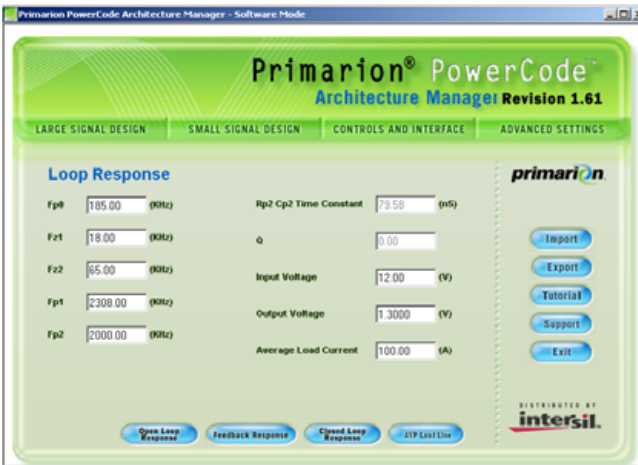 Primarion PowerCode Architecture Manager - Software Mode
Primarion® PowerCode™
Architecture Manager Revision 1.61
LARGE SIGNAL DESIGN SMALL SIGNAL DESIGN CONTROLS AND INTERFACE ADVANCED SETTINGS
Loop Response
primarion
Fp0 185.00 (KHz)
Fz1 18.00 (KHz)
Fz2 65.00 (KHz)
Fp1 2308.00 (KHz)
Fp2 2000.00 (KHz)
Rp2 Cp2 Time Constant 79.58 (nS)
Q 0.00
Input Voltage 12.00 (V)
Output Voltage 1.3000 (V)
Average Load Current 100.00 (A)
Import
Export
Tutorial
Support
Exit
Open Loop Response
Feedback Response
Closed Loop Response
AVP Load Line
DISTRIBUTED BY
intersil.